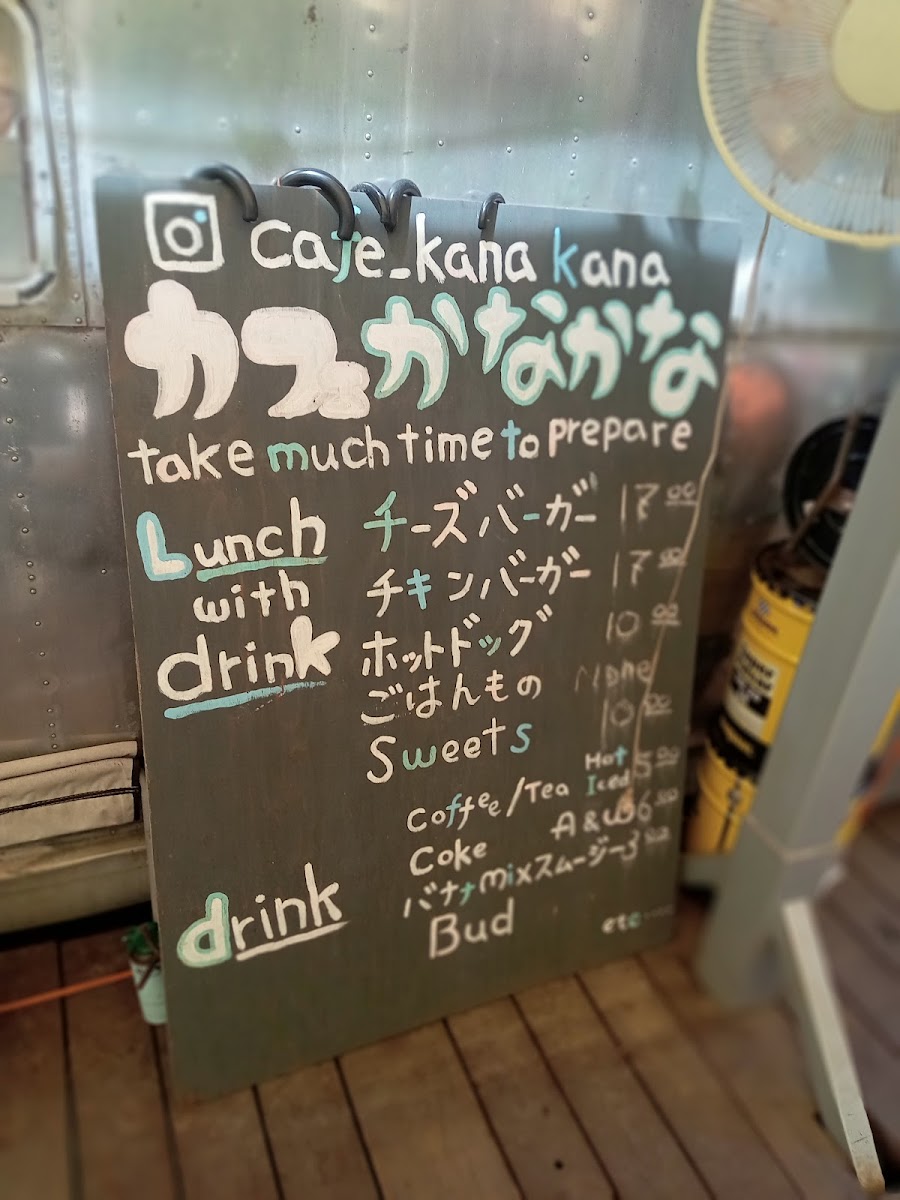 cafe_kana kana
カフェかなかな
take much time to prepare
Lunch with drink
チーズバーガー 17 00
チキンバーガー 17 00
ホットドッグ 10 00
ごはんもの None
Sweets 10 00
drink
Coffee/Tea Hot Iced 5
Coke A&W 6
バナナmixスムージー
Bud etc....